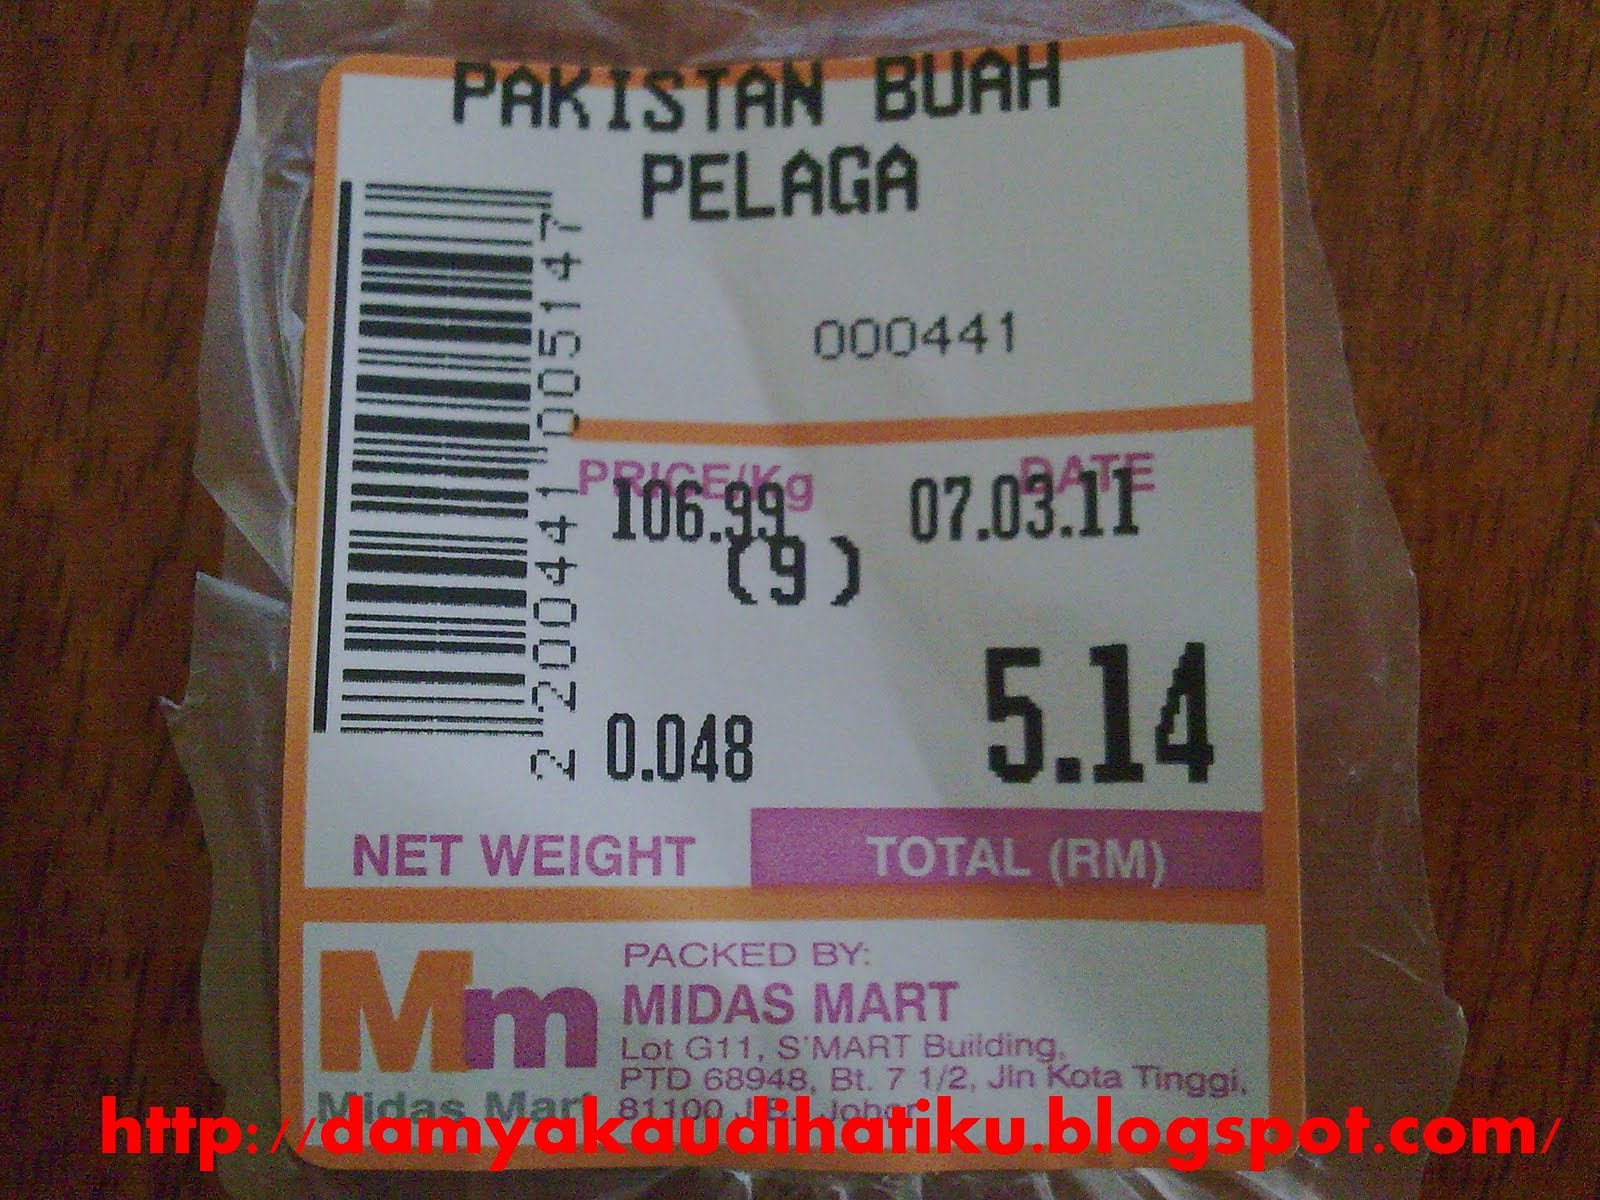 PAKISTAN BUAH
PELAGA
000441
2 200441 005147
PRICE/Kg
106.99
(9)
DATE
07.03.11
0.048
NET WEIGHT
5.14
TOTAL (RM)
Mm
Midas Mart
PACKED BY:
MIDAS MART
Lot G11, S'MART Building,
PTD 68948, Bt. 7 1/2, Jln Kota Tinggi,
81100 J.B., Johor
http://damyakaudihatiku.blogspot.com/